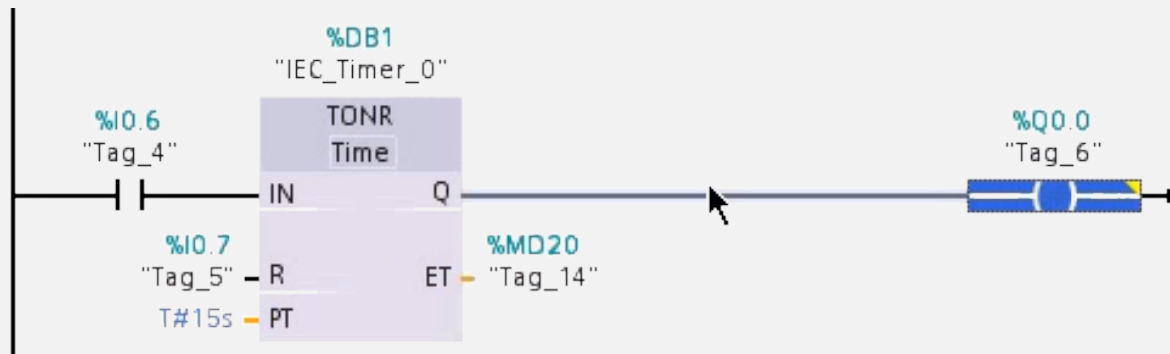 %DB1
"IEC_Timer_0"
TONR
Time
%I0.6
"Tag_4"
%Q0.0
"Tag_6"
IN
Q
%I0.7
"Tag_5"
R
%MD20
ET
"Tag_14"
T#15s
PT